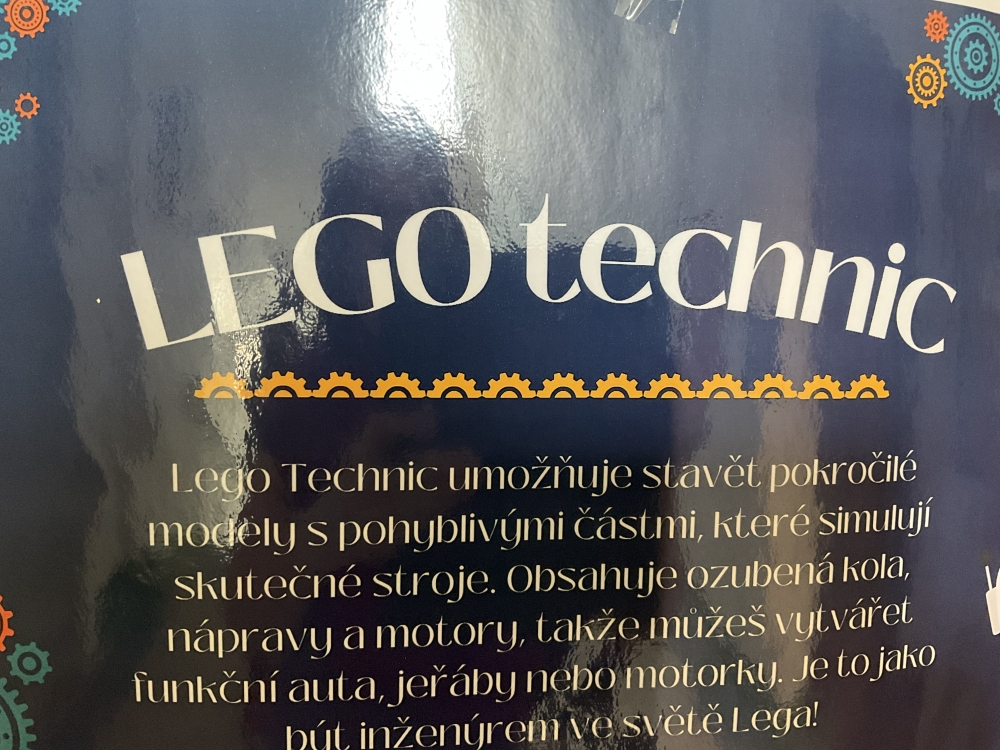 LEGO technic
Lego Technic umožňuje stavět pokročilé
modely s pohyblivými částmi, které simulují
skutečné stroje. Obsahuje ozubená kola,
nápravy a motory, takže můžeš vytvářet
funkční auta, jeřáby nebo motorky. Je to jako
být inženýrem ve světě Lega!